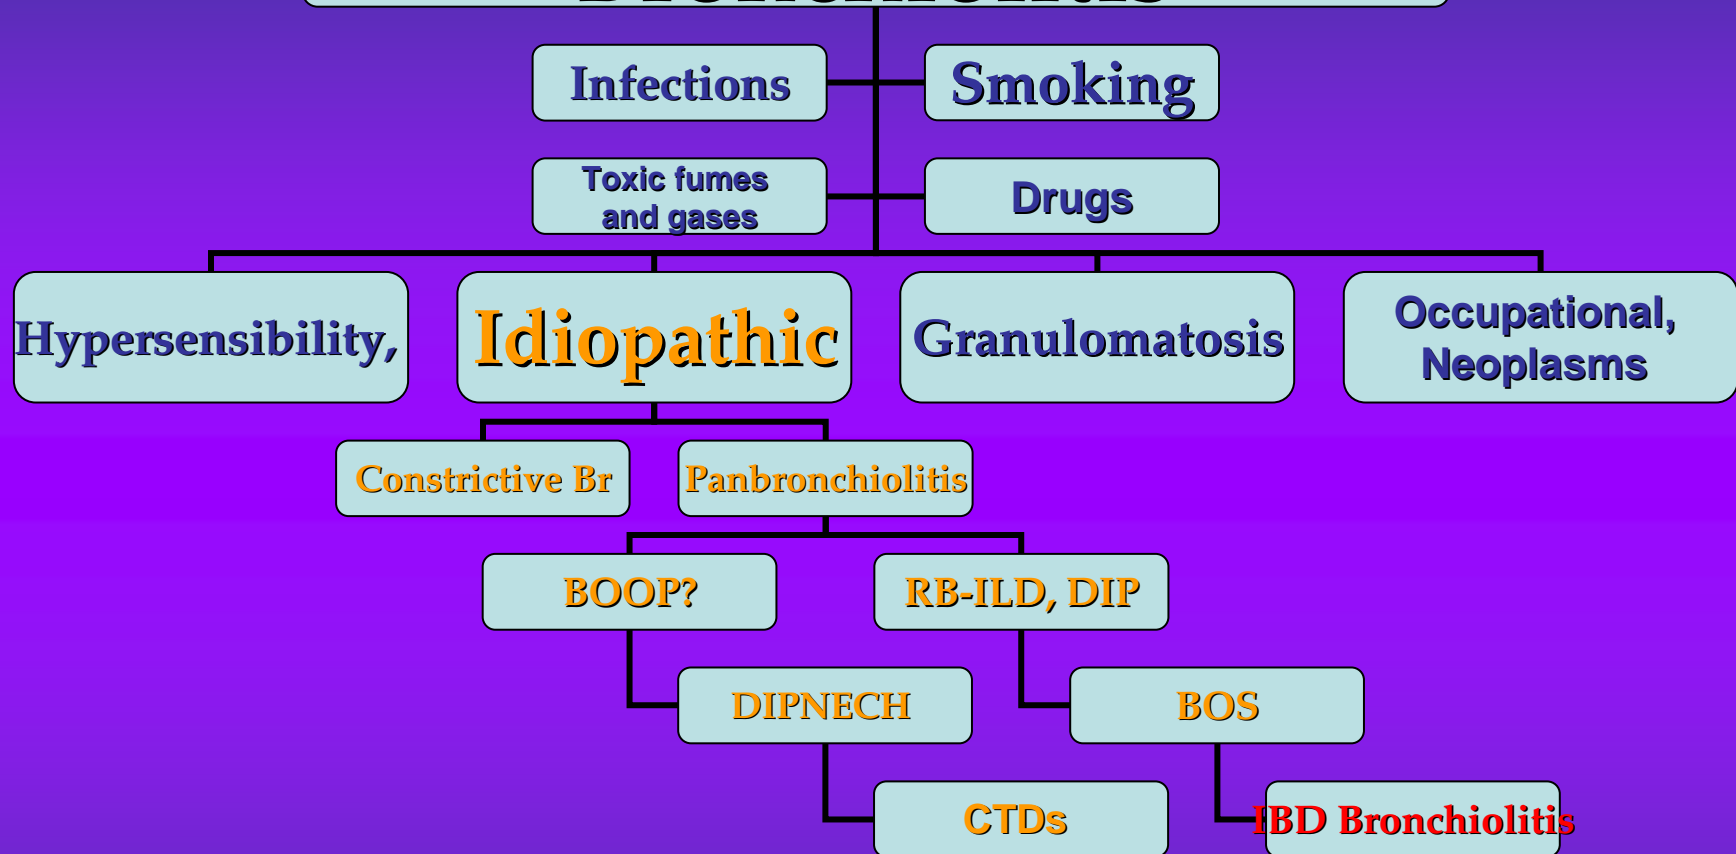 Bronchiolitis
Infections
Smoking
Toxic fumes
and gases
Drugs
Hypersensibility,
Idiopathic
Granulomatosis
Occupational,
Neoplasms
Constrictive Br
Panbronchiolitis
BOOP?
RB-ILD, DIP
DIPNECH
BOS
CTDs
IBD Bronchiolitis